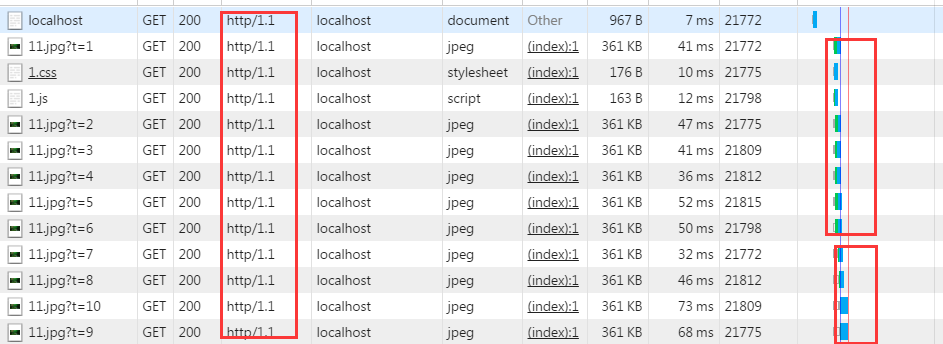 localhost GET 200 http/1.1 localhost document Other 967 B 7 ms 21772
11.jpg?t=1 GET 200 http/1.1 localhost jpeg (index):1 361 KB 41 ms 21772
1.css GET 200 http/1.1 localhost stylesheet (index):1 176 B 10 ms 21775
1.js GET 200 http/1.1 localhost script (index):1 163 B 12 ms 21798
11.jpg?t=2 GET 200 http/1.1 localhost jpeg (index):1 361 KB 47 ms 21775
11.jpg?t=3 GET 200 http/1.1 localhost jpeg (index):1 361 KB 41 ms 21809
11.jpg?t=4 GET 200 http/1.1 localhost jpeg (index):1 361 KB 36 ms 21812
11.jpg?t=5 GET 200 http/1.1 localhost jpeg (index):1 361 KB 52 ms 21815
11.jpg?t=6 GET 200 http/1.1 localhost jpeg (index):1 361 KB 50 ms 21798
11.jpg?t=7 GET 200 http/1.1 localhost jpeg (index):1 361 KB 32 ms 21772
11.jpg?t=8 GET 200 http/1.1 localhost jpeg (index):1 361 KB 46 ms 21812
11.jpg?t=10 GET 200 http/1.1 localhost jpeg (index):1 361 KB 73 ms 21809
11.jpg?t=9 GET 200 http/1.1 localhost jpeg (index):1 361 KB 68 ms 21775